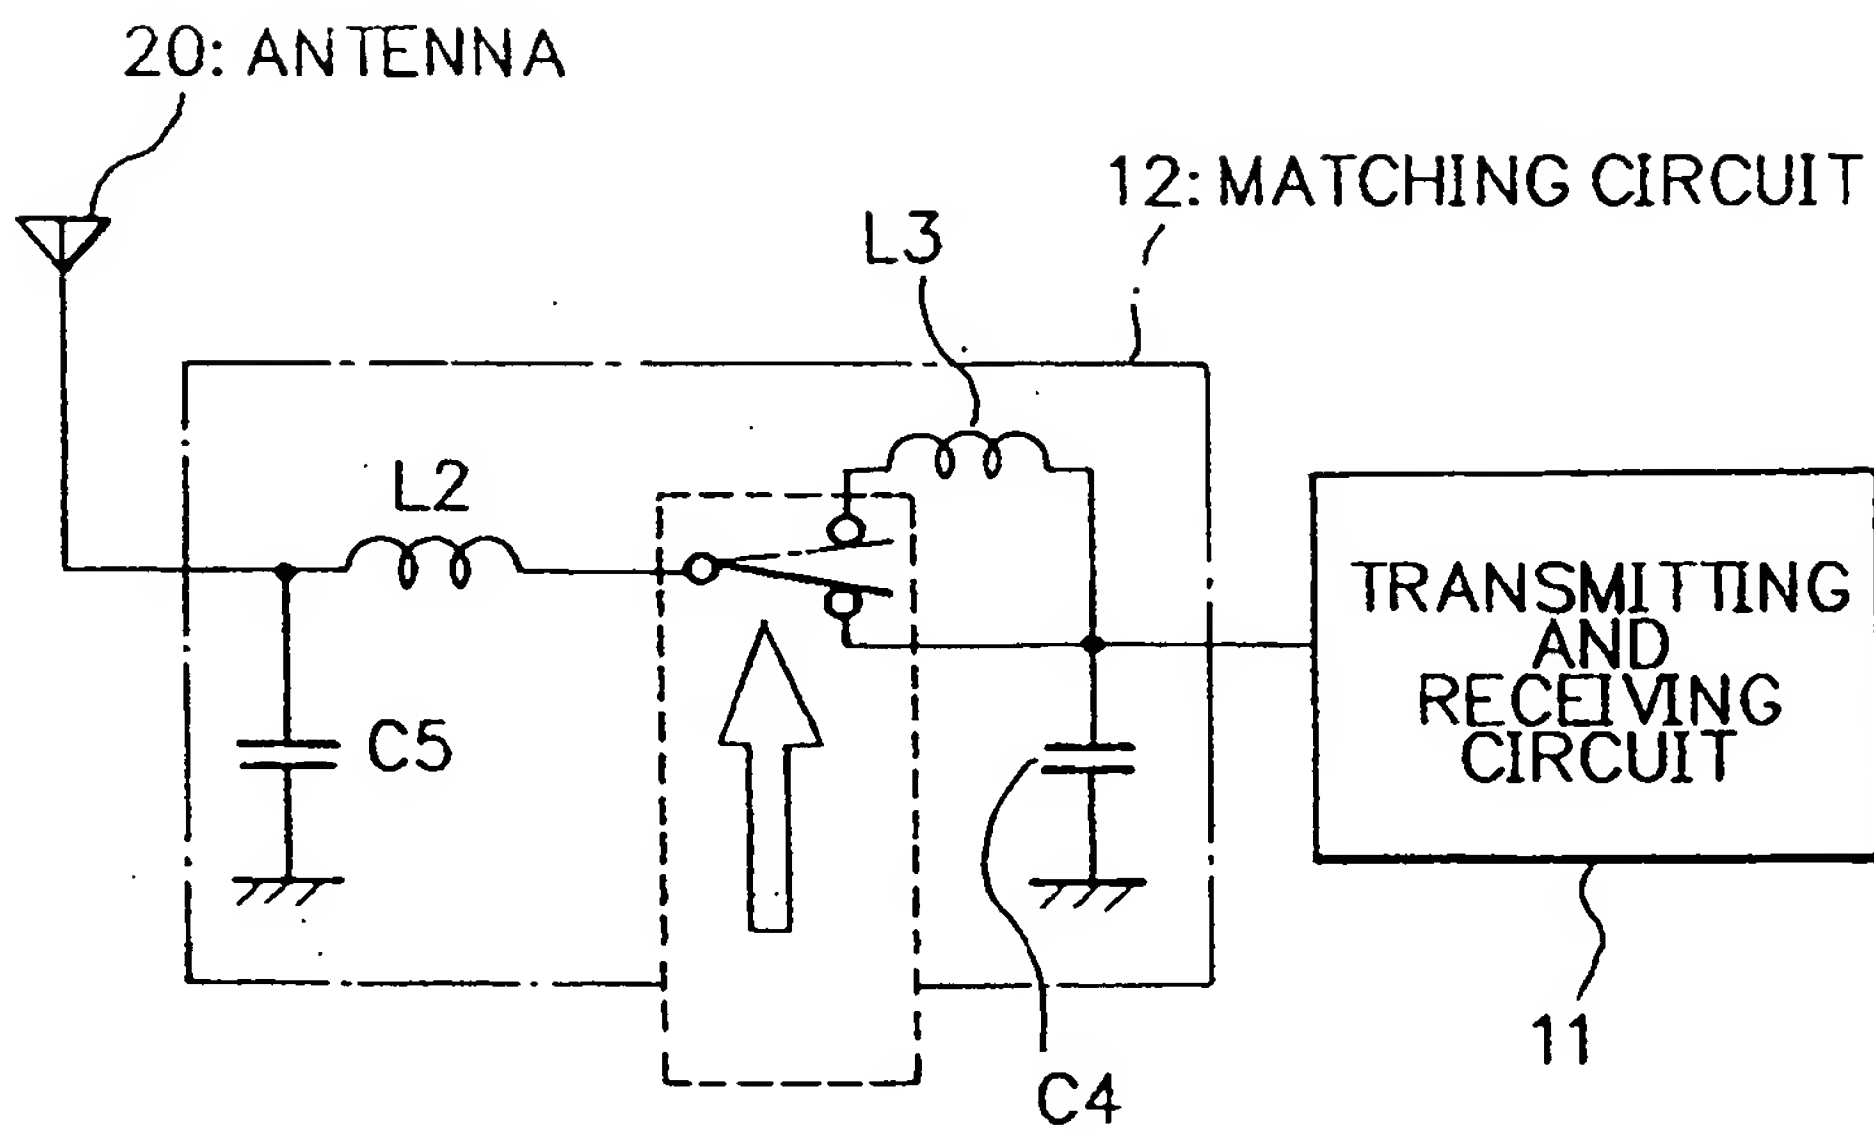 20: ANTENNA
12: MATCHING CIRCUIT
L3
L2
TRANSMITTING
AND
RECEIVING
CIRCUIT
C5
11
C4